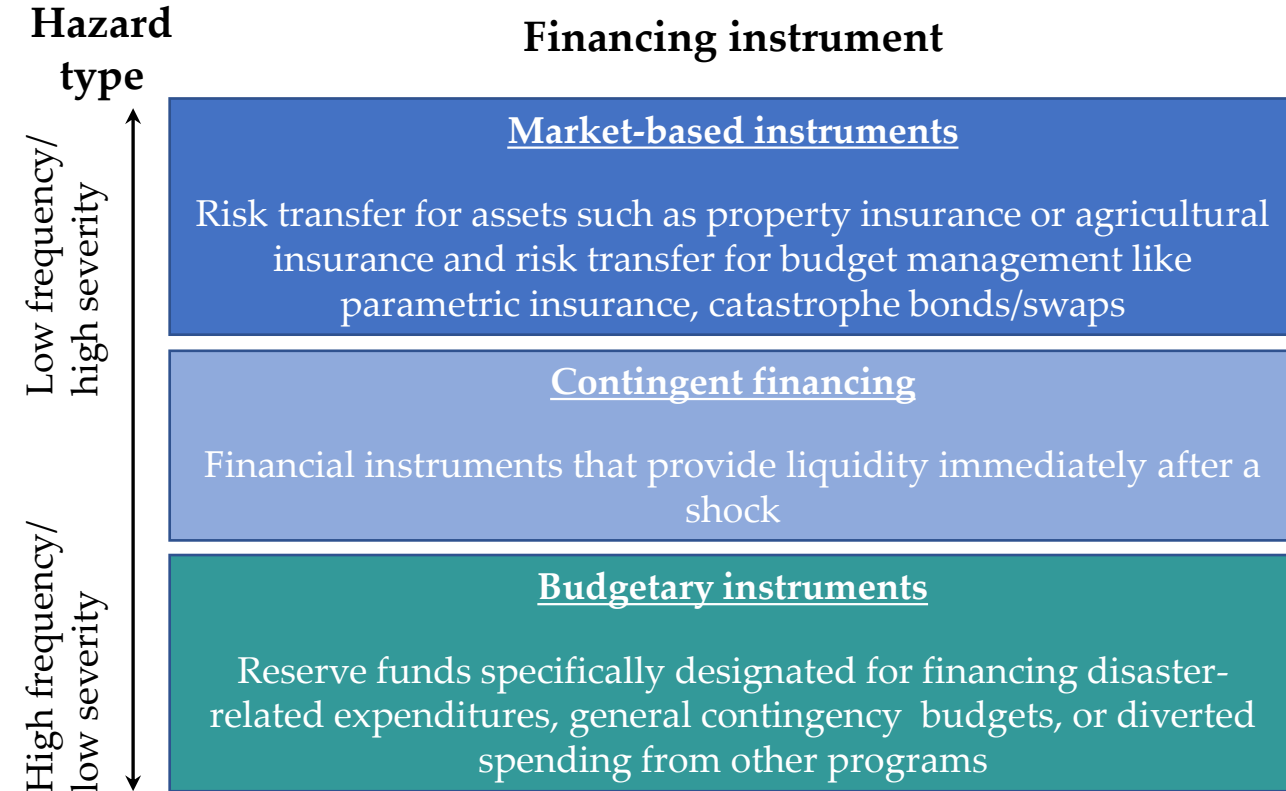 Hazard
type
Financing instrument
Low frequency/
high severity
Market-based instruments
Risk transfer for assets such as property insurance or agricultural
insurance and risk transfer for budget management like
parametric insurance, catastrophe bonds/swaps
Contingent financing
Financial instruments that provide liquidity immediately after a
shock
High frequency/
low severity
Budgetary instruments
Reserve funds specifically designated for financing disaster-
related expenditures, general contingency  budgets, or diverted
spending from other programs